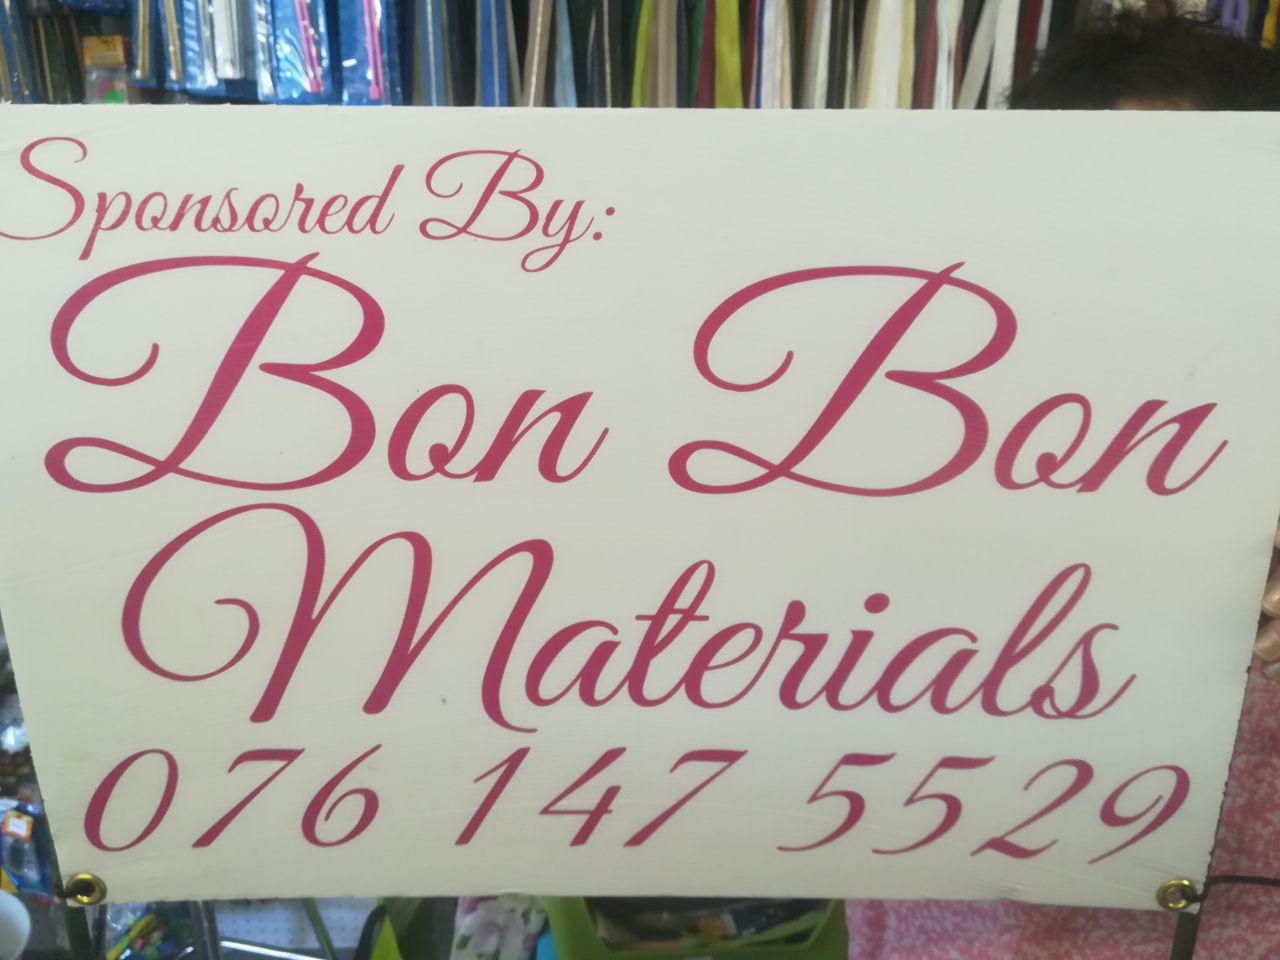 Sponsored By:
Bon Bon
Materials
076 147 5529